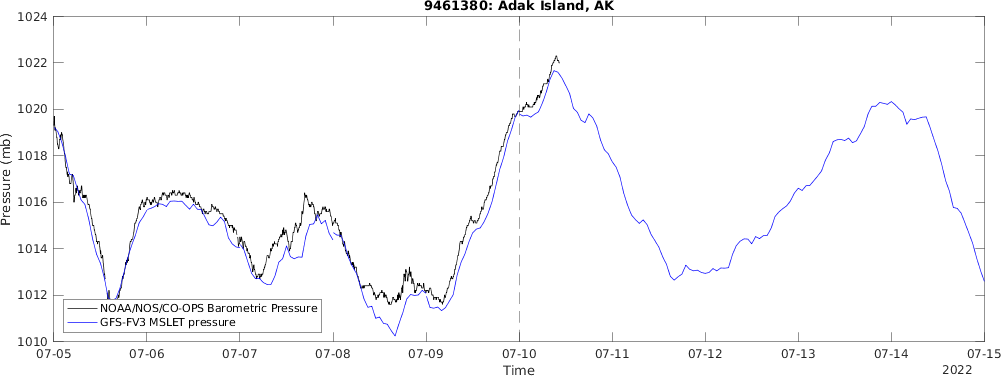 9461380: Adak Island, AK
Pressure (mb)
1024
1022
1020
1018
1016
1014
1012
1010
NOAA/NOS/CO-OPS Barometric Pressure
GFS-FV3 MSLET pressure
07-05 07-06 07-07 07-08 07-09 07-10 07-11 07-12 07-13 07-14 07-15
Time
2022